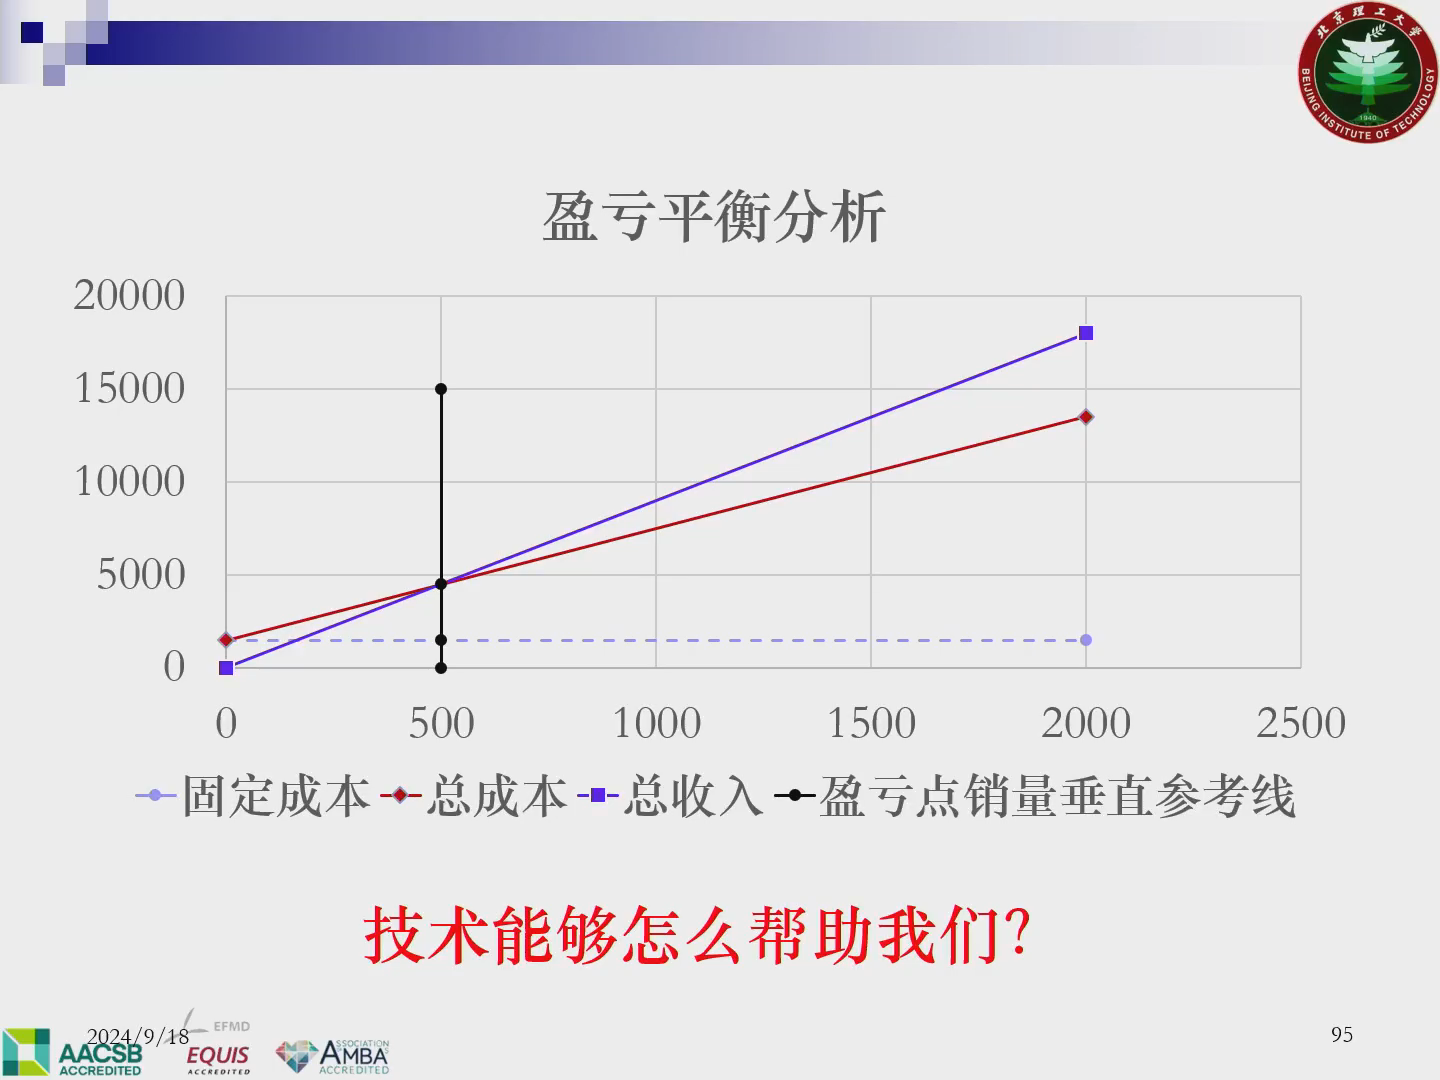 北京理工大学
BEIJING INSTITUTE OF TECHNOLOGY
1940
盈亏平衡分析
20000
15000
10000
5000
0
0 500 1000 1500 2000 2500
固定成本 总成本 总收入 盈亏点销量垂直参考线
技术能够怎么帮助我们?
2024/9/18
95
AACSB
ACCREDITED
EFMD
EQUIS
ACCREDITED
ASSOCIATION
AMBAs
ACCREDITED